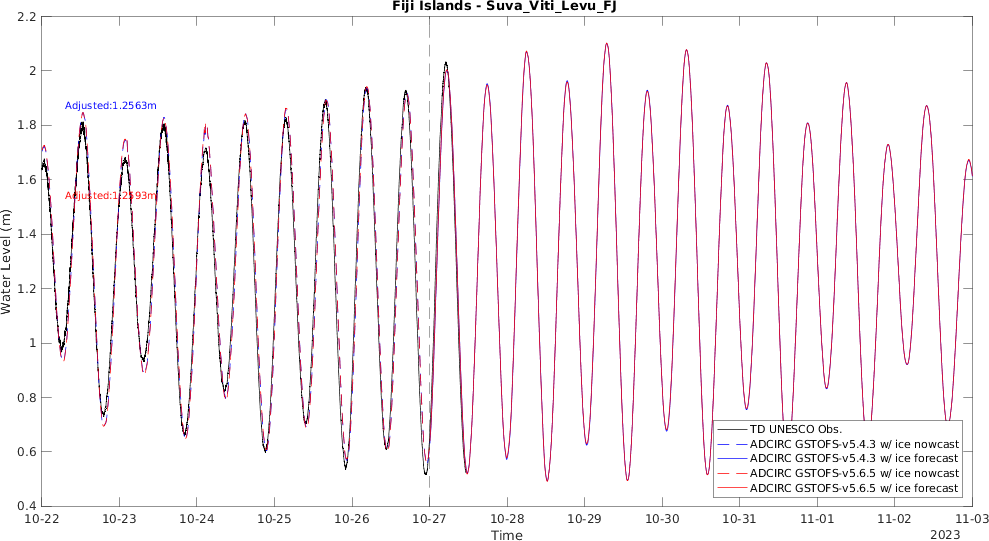 Fiji Islands - Suva_Viti_Levu_FJ
2.2
2
1.8
1.6
1.4
1.2
1
0.8
0.6
0.4
Water Level (m)
Adjusted:1.2563m
Adjusted:1.2593m
TD UNESCO Obs.
ADCIRC GSTOFS-v5.4.3 w/ ice nowcast
ADCIRC GSTOFS-v5.4.3 w/ ice forecast
ADCIRC GSTOFS-v5.6.5 w/ ice nowcast
ADCIRC GSTOFS-v5.6.5 w/ ice forecast
10-22 10-23 10-24 10-25 10-26 10-27 10-28 10-29 10-30 10-31 11-01 11-02 11-03
Time
2023